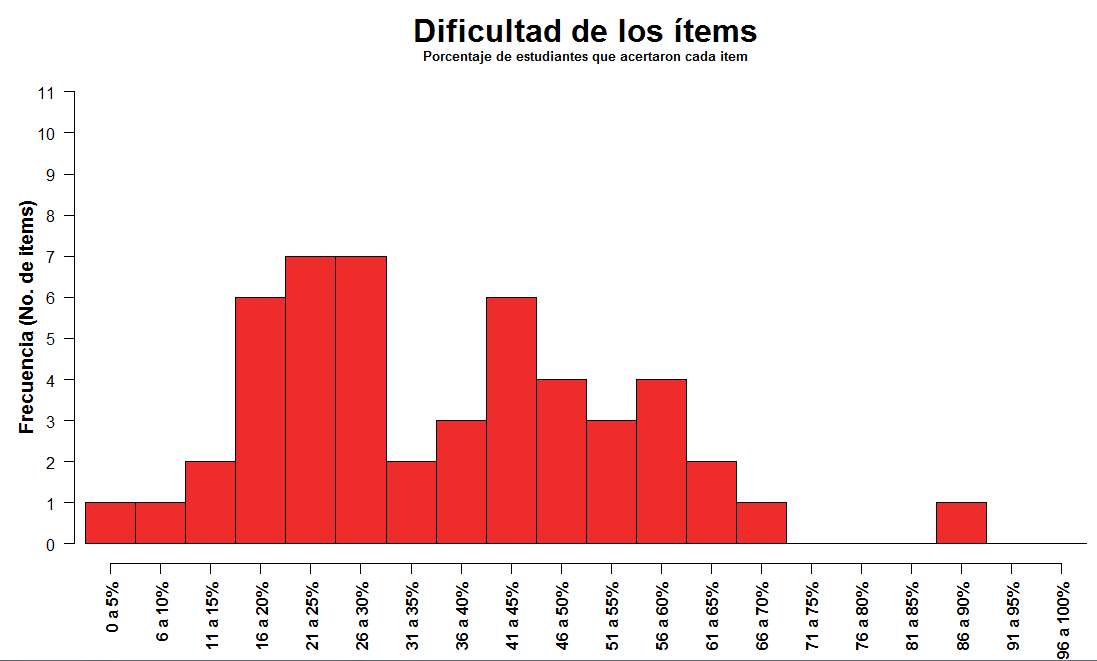 Dificultad de los ítems
Porcentaje de estudiantes que acertaron cada item
Frecuencia (No. de items)
11
10
9
8
7
6
5
4
3
2
1
0
0 a 5%
6 a 10%
11 a 15%
16 a 20%
21 a 25%
26 a 30%
31 a 35%
36 a 40%
41 a 45%
46 a 50%
51 a 55%
56 a 60%
61 a 65%
66 a 70%
71 a 75%
76 a 80%
81 a 85%
86 a 90%
91 a 95%
96 a 100%